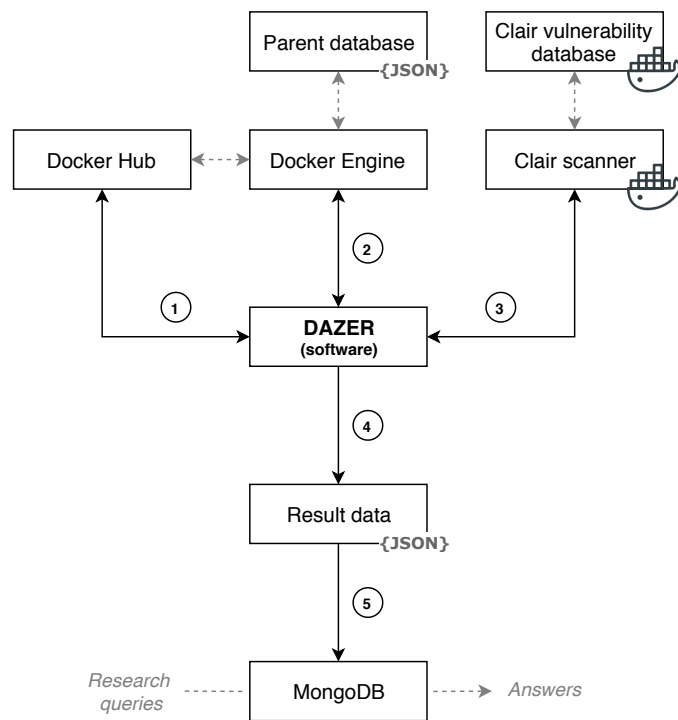 Parent database
{JSON}
Clair vulnerability
database
Docker Hub
Docker Engine
Clair scanner
2
1
3
DAZER
(software)
4
Result data
{JSON}
5
Research
queries
MongoDB
Answers